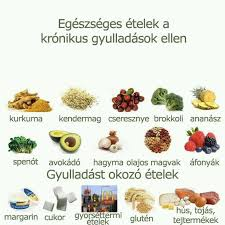 Egészséges ételek a
krónikus gyulladások ellen
kurkuma kendermag cseresznye brokkoli ananász
spenót avokádó hagyma olajos magvak áfonyák
Gyulladást okozó ételek
margarin cukor gyorséttermi ételek glutén hús, tojás, tejtermékek